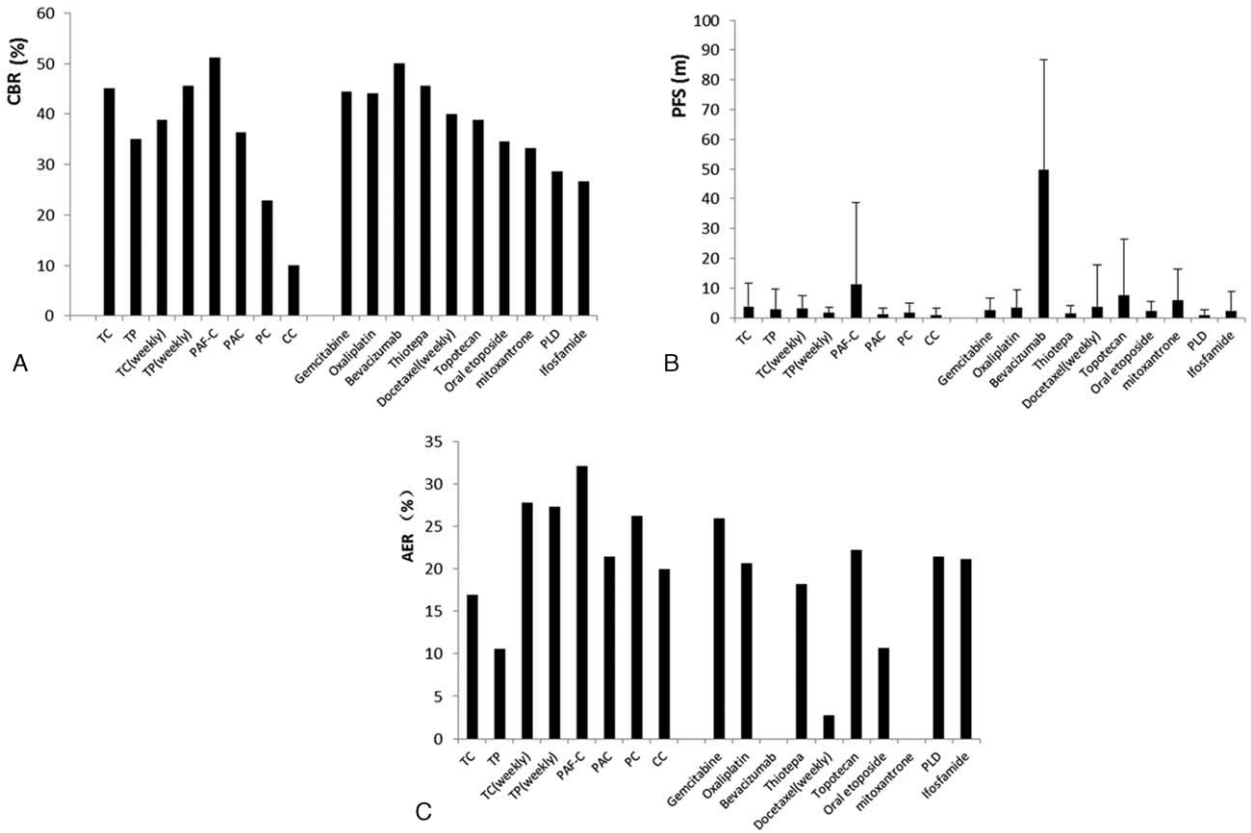 CBR (%)
60
50
40
30
20
10
0
TC
TP
TC(weekly)
TP(weekly)
PAF-C
PAC
PC
CC
Gemcitabine
Oxaliplatin
Bevacizumab
Thiotepa
Docetaxel(weekly)
Topotecan
Oral etoposide
mitoxantrone
PLD
Ifosfamide
A
PFS (m)
100
90
80
70
60
50
40
30
20
10
0
TC
TP
TC(weekly)
TP(weekly)
PAF-C
PAC
PC
CC
Gemcitabine
Oxaliplatin
Bevacizumab
Thiotepa
Docetaxel(weekly)
Topotecan
Oral etoposide
mitoxantrone
PLD
Ifosfamide
B
AER (%)
35
30
25
20
15
10
5
0
TC
TP
TC(weekly)
TP(weekly)
PAF-C
PAC
PC
CC
Gemcitabine
Oxaliplatin
Bevacizumab
Thiotepa
Docetaxel(weekly)
Topotecan
Oral etoposide
mitoxantrone
PLD
Ifosfamide
C